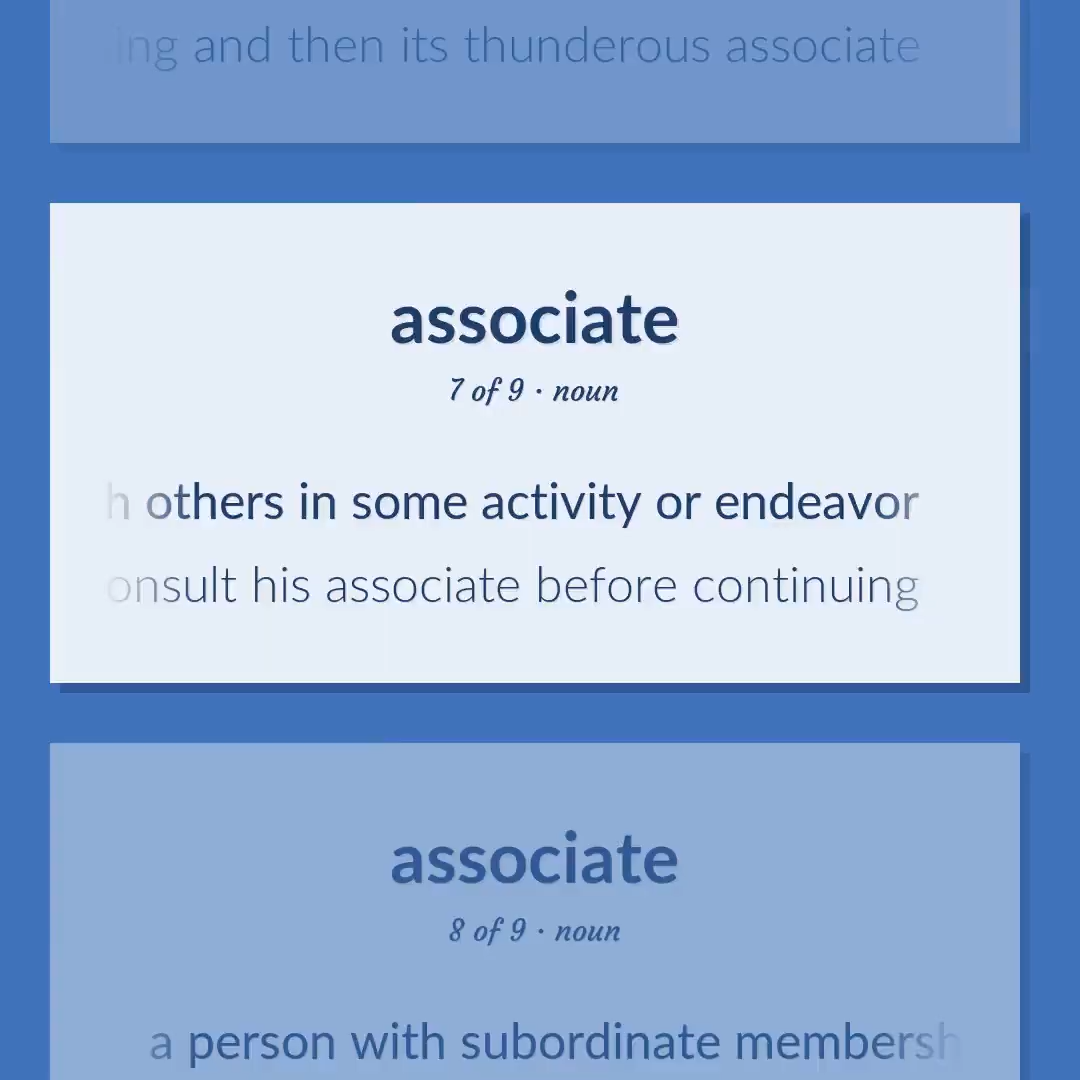 ing and then its thunderous associate
associate
7 of 9 · noun
h others in some activity or endeavor
onsult his associate before continuing
associate
8 of 9 · noun
a person with subordinate membersh